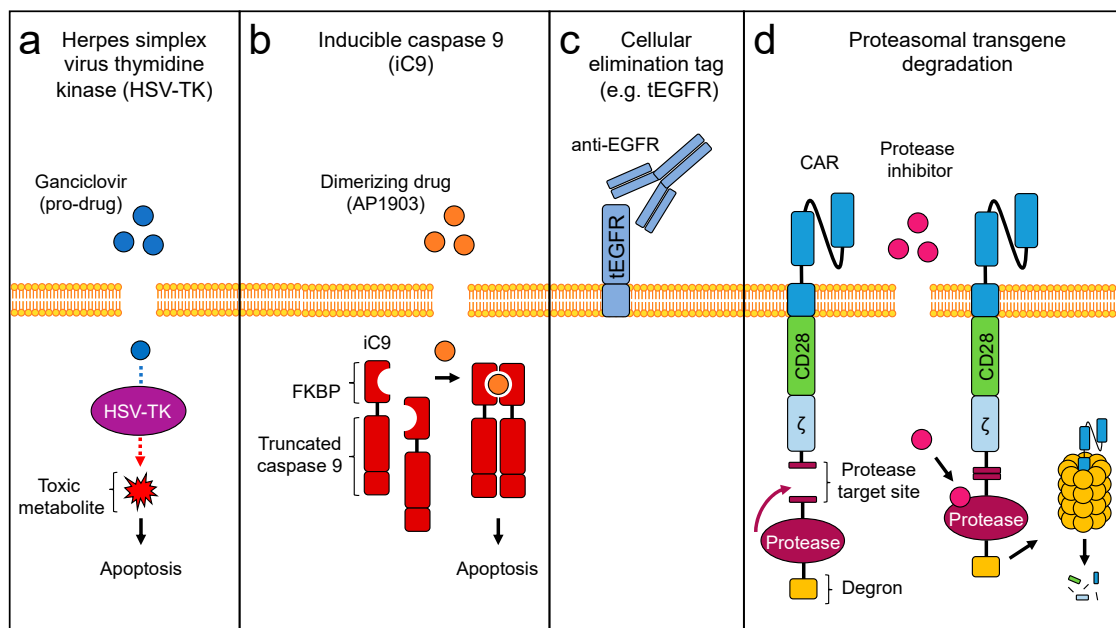 a
Herpes simplex
virus thymidine
kinase (HSV-TK)
Ganciclovir
(pro-drug)
HSV-TK
Toxic
metabolite
Apoptosis
b
Inducible caspase 9
(iC9)
Dimerizing drug
(AP1903)
iC9
FKBP
Truncated
caspase 9
Apoptosis
c
Cellular
elimination tag
(e.g. tEGFR)
anti-EGFR
tEGFR
d
Proteasomal transgene
degradation
CAR
Protease
inhibitor
CD28
CD28
ζ
ζ
Protease
target site
Protease
Protease
Degron